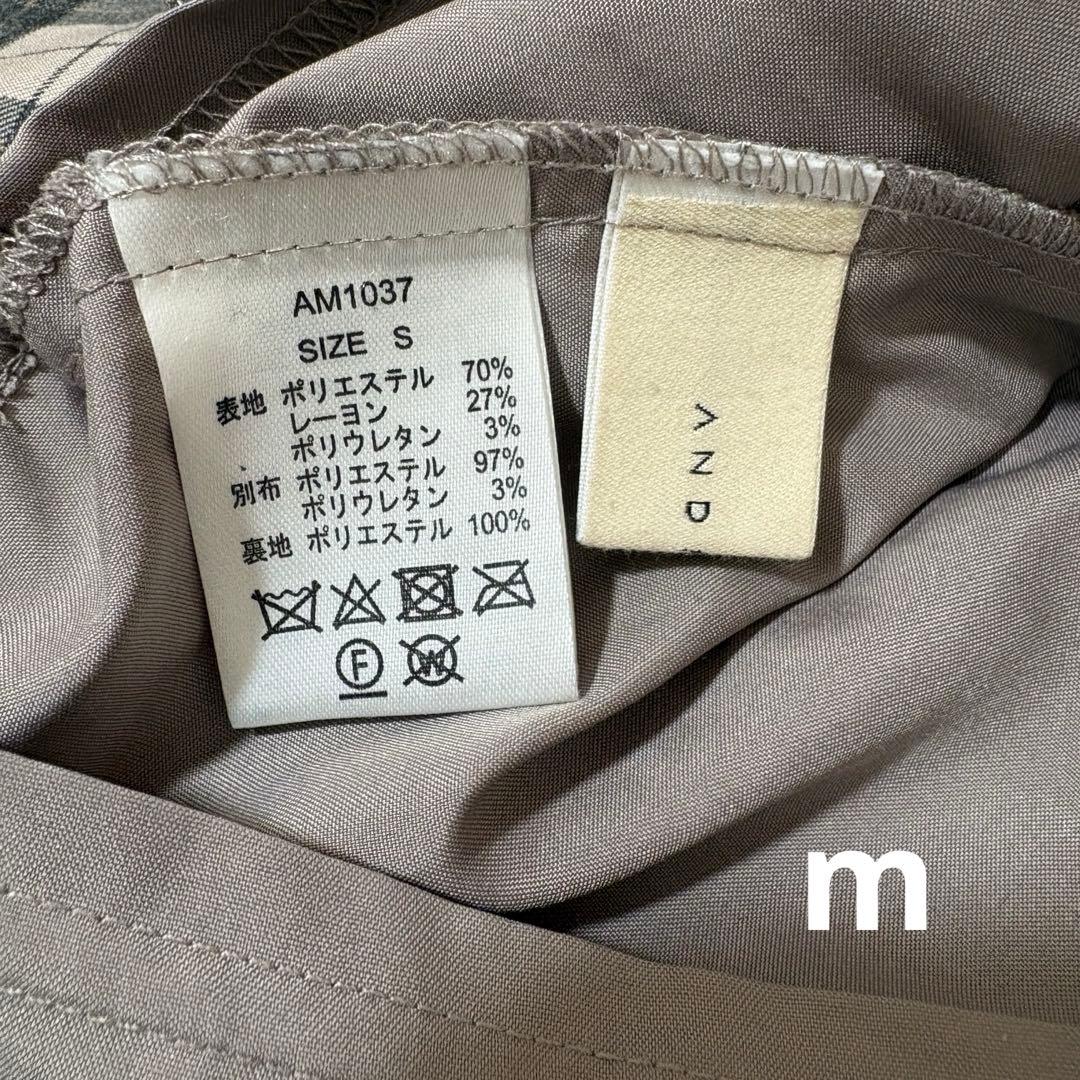 AM1037
SIZE S
表地 ポリエステル 70%
レーヨン 27%
ポリウレタン 3%
別布 ポリエステル 97%
ポリウレタン 3%
裏地 ポリエステル 100%
F
W
AND
m